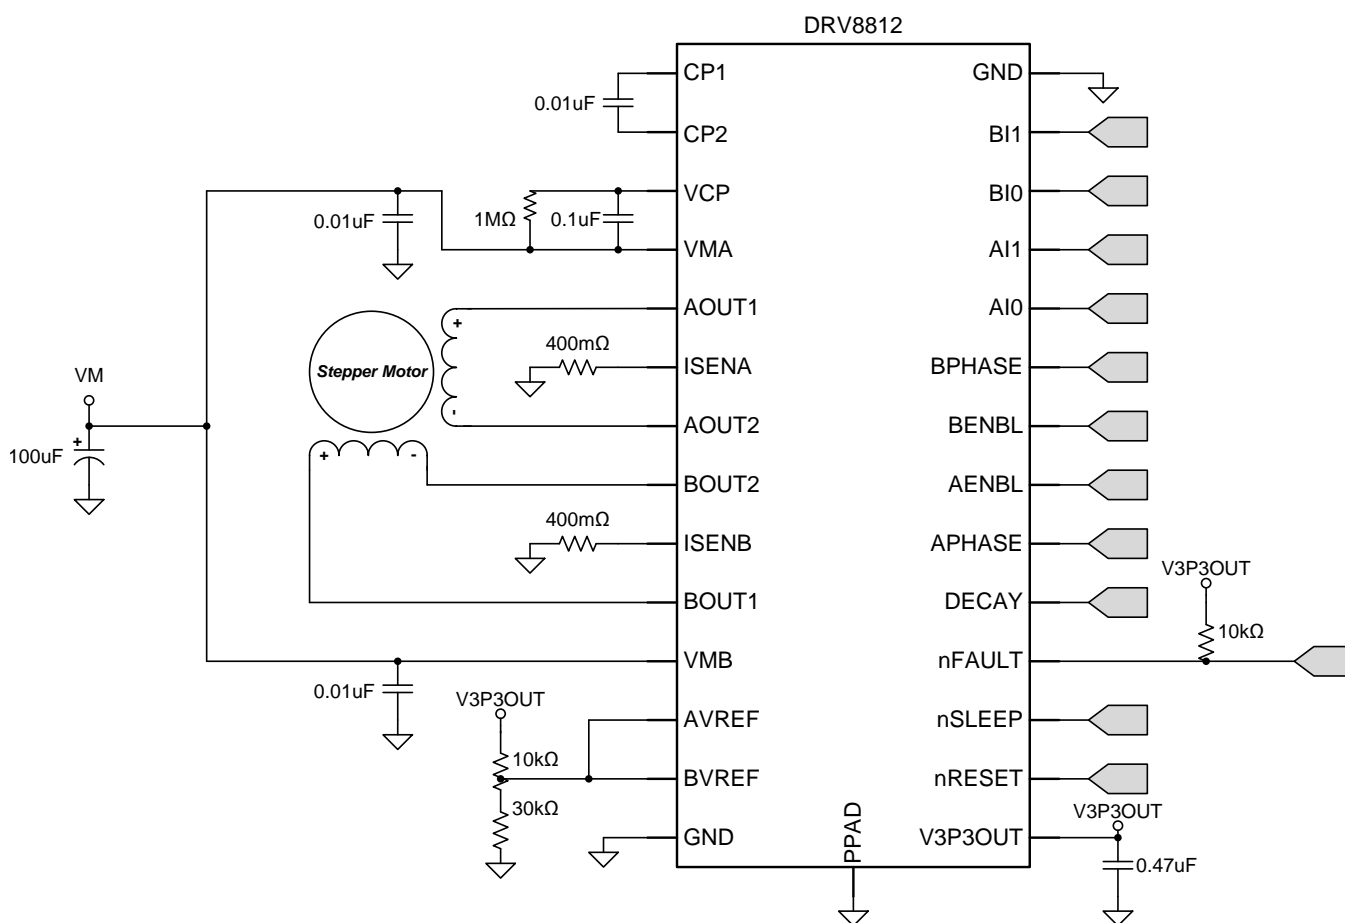 DRV8812
CP1
GND
0.01uF
CP2
BI1
VCP
BI0
0.01uF
1MΩ
0.1uF
VMA
AI1
AOUT1
AI0
+
400mΩ
Stepper Motor
ISENA
BPHASE
VM
-
AOUT2
BENBL
+
100uF
+
-
BOUT2
AENBL
400mΩ
ISENB
APHASE
V3P3OUT
BOUT1
DECAY
10kΩ
VMB
nFAULT
0.01uF
V3P3OUT
AVREF
nSLEEP
10kΩ
BVREF
nRESET
30kΩ
V3P3OUT
GND
PPAD
V3P3OUT
0.47uF